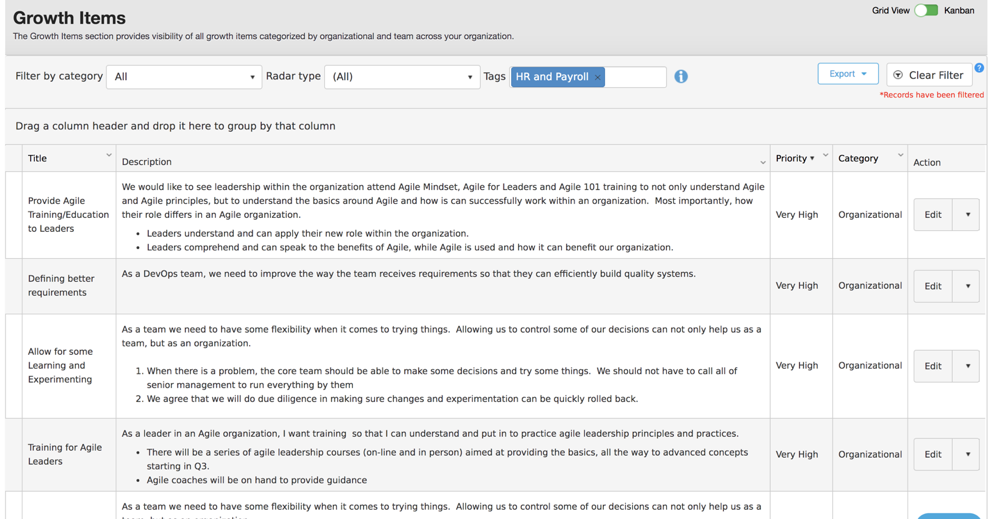 Growth Items
Grid View Kanban
The Growth Items section provides visibility of all growth items categorized by organizational and team across your organization.
Filter by category All Radar type (All) Tags HR and Payroll × i Export Clear Filter ?
*Records have been filtered
Drag a column header and drop it here to group by that column
Title Description Priority Category Action
Provide Agile
Training/Education
to Leaders
We would like to see leadership within the organization attend Agile Mindset, Agile for Leaders and Agile 101 training to not only understand Agile
and Agile principles, but to understand the basics around Agile and how is can successfully work within an organization. Most importantly, how
their role differs in an Agile organization.
• Leaders understand and can apply their new role within the organization.
• Leaders comprehend and can speak to the benefits of Agile, while Agile is used and how it can benefit our organization.
Very High Organizational Edit
Defining better
requirements
As a DevOps team, we need to improve the way the team receives requirements so that they can efficiently build quality systems.
Very High Organizational Edit
Allow for some
Learning and
Experimenting
As a team we need to have some flexibility when it comes to trying things. Allowing us to control some of our decisions can not only help us as a
team, but as an organization.
1. When there is a problem, the core team should be able to make some decisions and try some things. We should not have to call all of
senior management to run everything by them
2. We agree that we will do due diligence in making sure changes and experimentation can be quickly rolled back.
Very High Organizational Edit
Training for Agile
Leaders
As a leader in an Agile organization, I want training so that I can understand and put in to practice agile leadership principles and practices.
• There will be a series of agile leadership courses (on-line and in person) aimed at providing the basics, all the way to advanced concepts
starting in Q3.
• Agile coaches will be on hand to provide guidance
Very High Organizational Edit
As a team we need to have some flexibility when it comes to trying things. Allowing us to control some of our decisions can not only help us as a